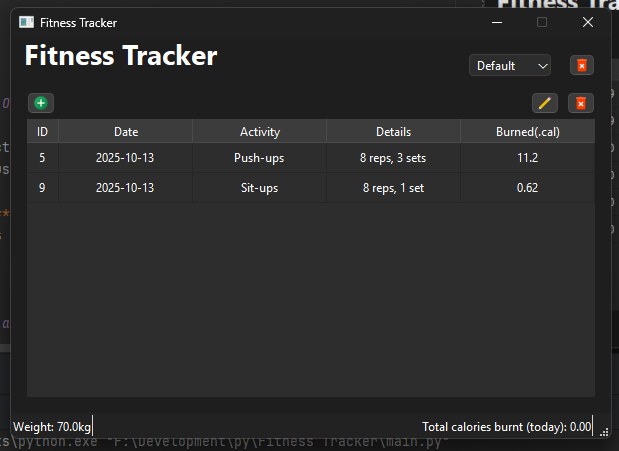 Fitness Tracker
Fitness Tracker
Default
ID Date Activity Details Burned(.cal)
5 2025-10-13 Push-ups 8 reps, 3 sets 11.2
9 2025-10-13 Sit-ups 8 reps, 1 set 0.62
Weight: 70.0kg Total calories burnt (today): 0.00
ts\python.exe "F:\Development\py\Fitness Tracker\main.py"